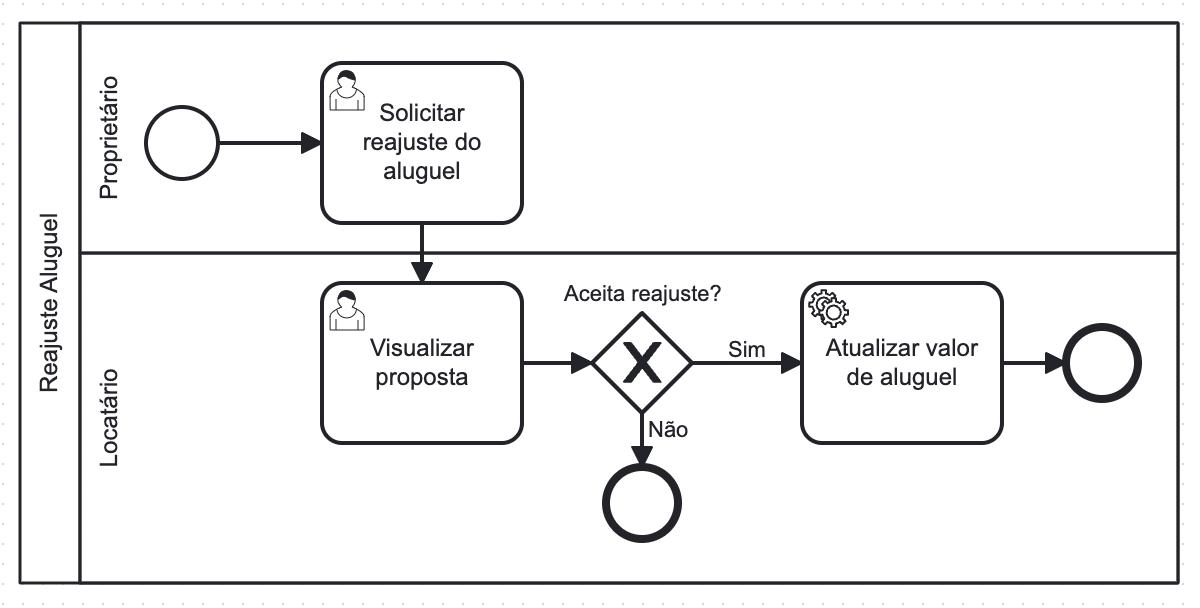 Reajuste Aluguel
Proprietário
Solicitar
reajuste do
aluguel
Locatário
Visualizar
proposta
Aceita reajuste?
Sim
Não
Atualizar valor
de aluguel